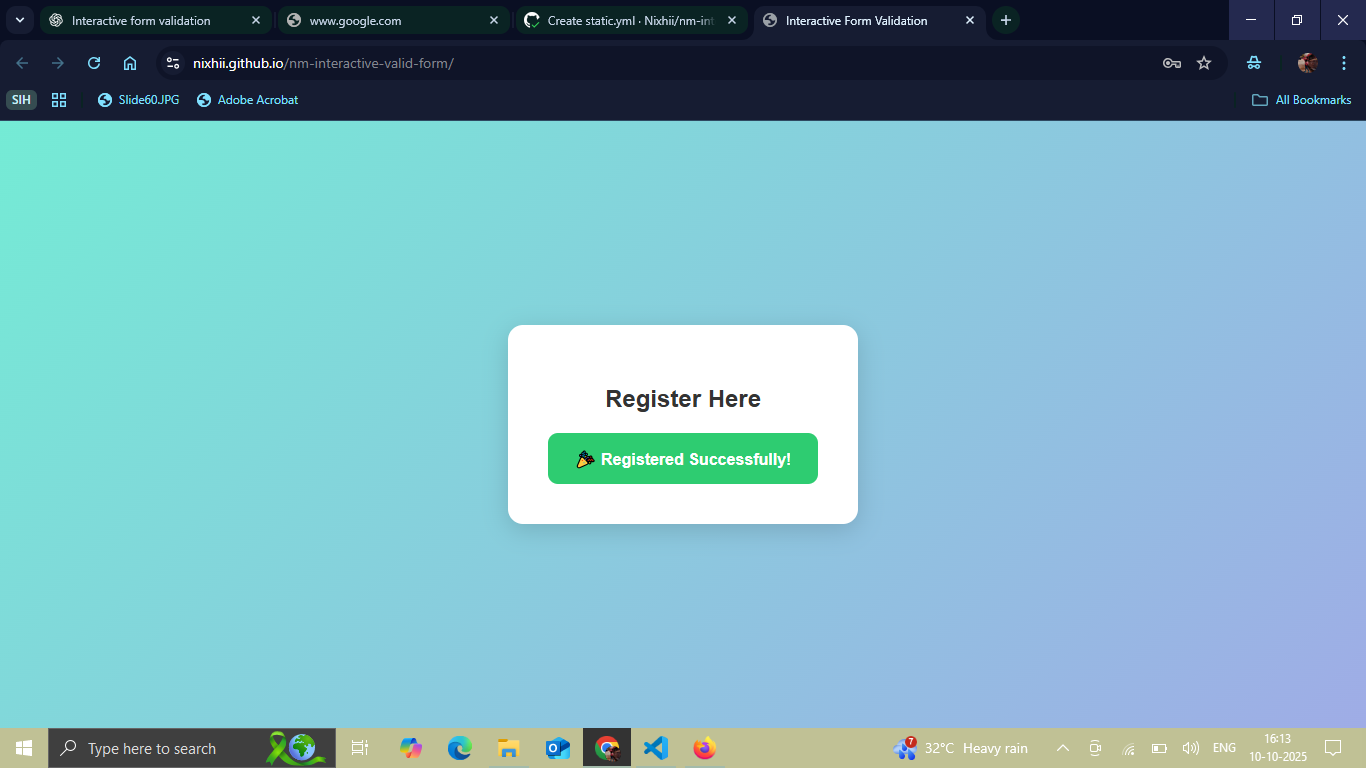 Interactive form validation
www.google.com
Create static.yml · Nixhii/nm-int
Interactive Form Validation
nixhii.github.io/nm-interactive-valid-form/
SIH
Slide60.JPG
Adobe Acrobat
All Bookmarks
Register Here
Registered Successfully!
Type here to search
7
32°C Heavy rain
ENG
16:13
10-10-2025